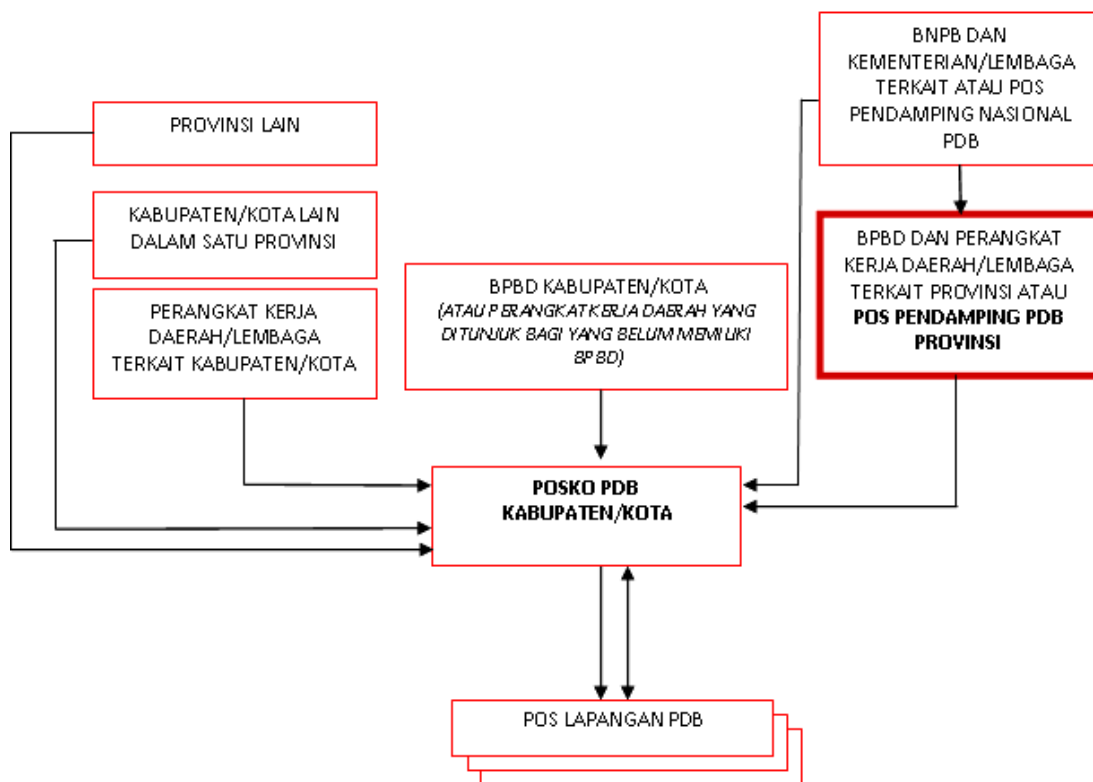 BNPB DAN
KEMENTERIAN/LEMBAGA
TERKAIT ATAU POS
PENDAMPING NASIONAL
PDB
PROVINSI LAIN
KABUPATEN/KOTA LAIN
DALAM SATU PROVINSI
PERANGKAT KERJA
DAERAH/LEMBAGA
TERKAIT KABUPATEN/KOTA
BPBD KABUPATEN/KOTA
(ATAU PERANGKAT KERJA DAERAH YANG
DITUNJUK BAGI YANG BELUM MEMILIKI
BPBD)
BPBD DAN PERANGKAT
KERJA DAERAH/LEMBAGA
TERKAIT PROVINSI ATAU
POS PENDAMPING PDB
PROVINSI
POSKO PDB
KABUPATEN/KOTA
POS LAPANGAN PDB